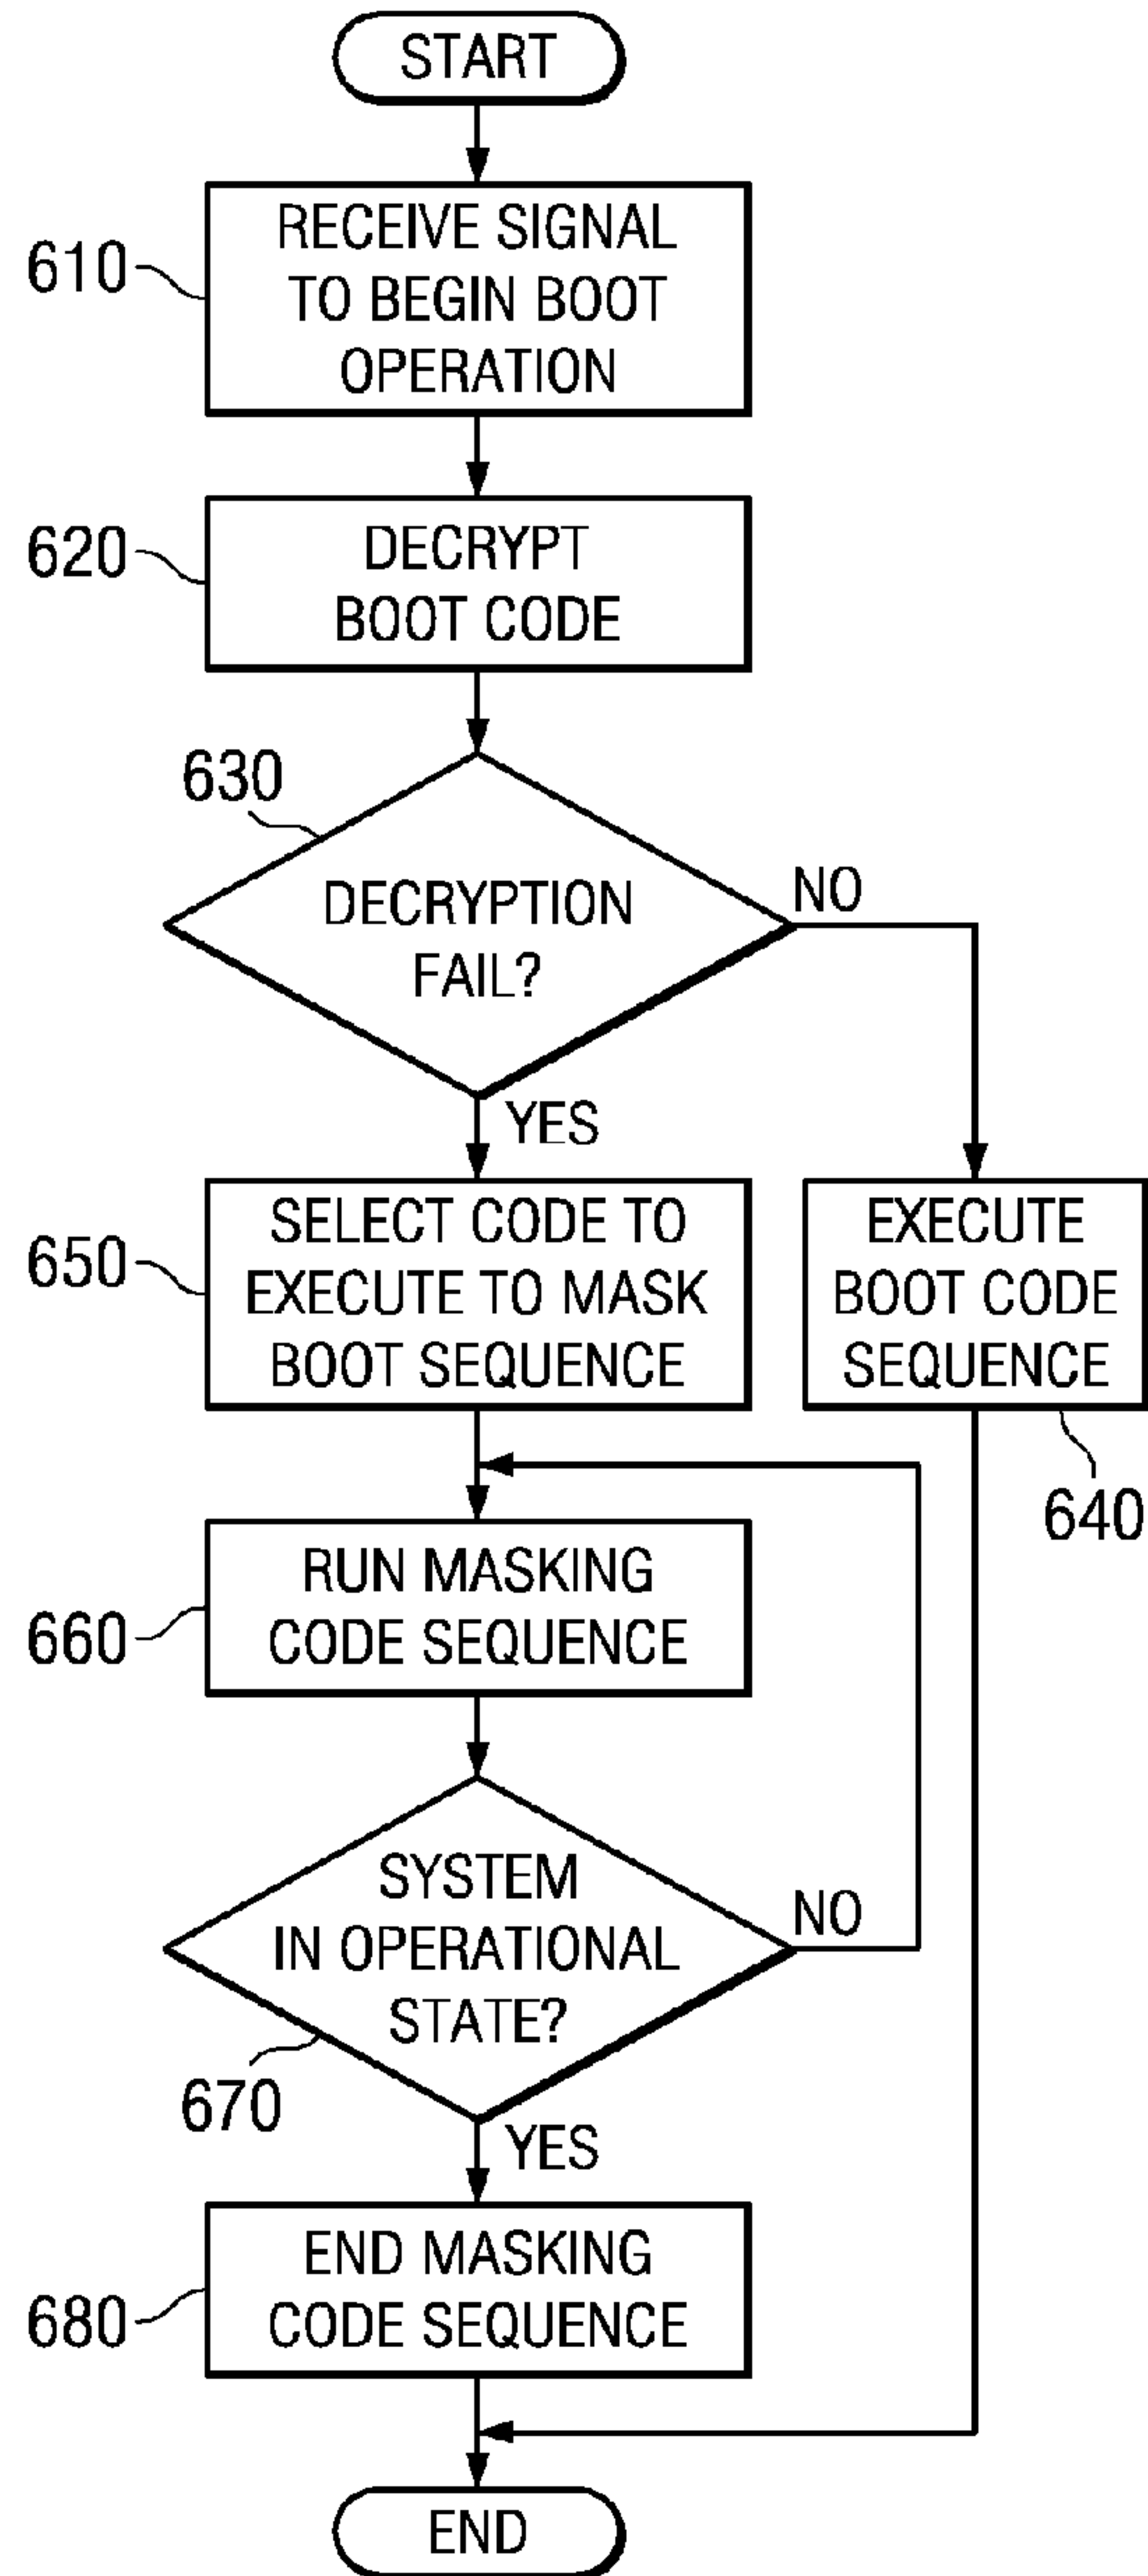 START
610
RECEIVE SIGNAL
TO BEGIN BOOT
OPERATION
620
DECRYPT
BOOT CODE
630
DECRYPTION
FAIL?
NO
YES
650
SELECT CODE TO
EXECUTE TO MASK
BOOT SEQUENCE
EXECUTE
BOOT CODE
SEQUENCE
640
660
RUN MASKING
CODE SEQUENCE
SYSTEM
IN OPERATIONAL
STATE?
NO
670
YES
680
END MASKING
CODE SEQUENCE
END